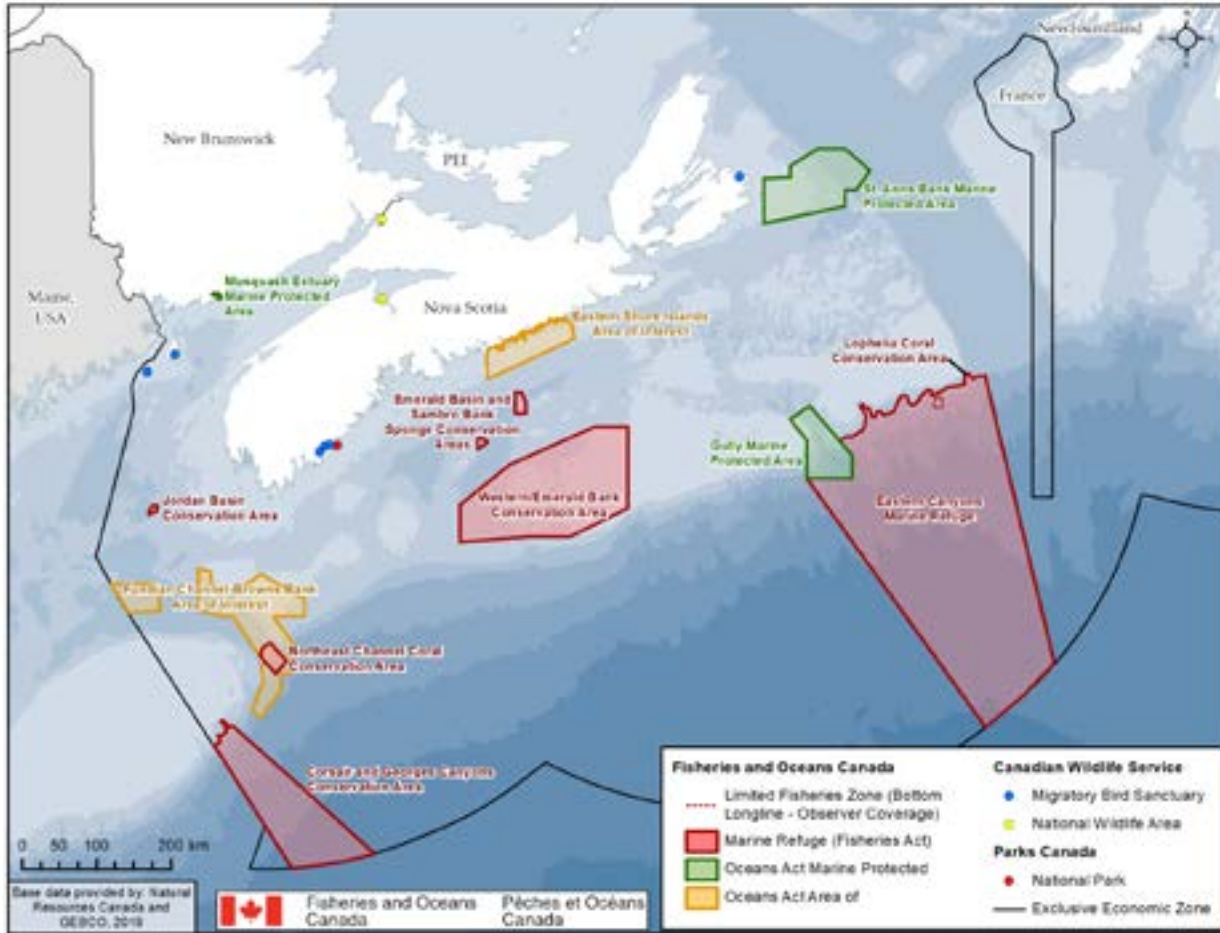 Newfoundland
France
New Brunswick
PEI
St. Anns Bank Marine
Protected Area
Musquash Estuary
Marine Protected
Area
Maine,
USA
Nova Scotia
Eastern Shore Islands
Area of Interest
Lophelia Coral
Conservation Area
Emerald Basin and
Sambro Bank
Sponge Conservation
Areas
Gully Marine
Protected Area
Western/Emerald Bank
Conservation Area
Jordan Basin
Conservation Area
Eastern Canyons
Marine Refuge
Fundian Channel-Browns Bank
Area of Interest
Northeast Channel Coral
Conservation Area
Corsair and Georges Canyons
Conservation Area
0 50 100 200 km
Base data provided by: Natural
Resources Canada and
GEBCO, 2019
Fisheries and Oceans
Canada
Pêches et Océans
Canada
Fisheries and Oceans Canada
Limited Fisheries Zone (Bottom
Longline - Observer Coverage)
Marine Refuge (Fisheries Act)
Oceans Act Marine Protected
Oceans Act Area of
Canadian Wildlife Service
Migratory Bird Sanctuary
National Wildlife Area
Parks Canada
National Park
Exclusive Economic Zone